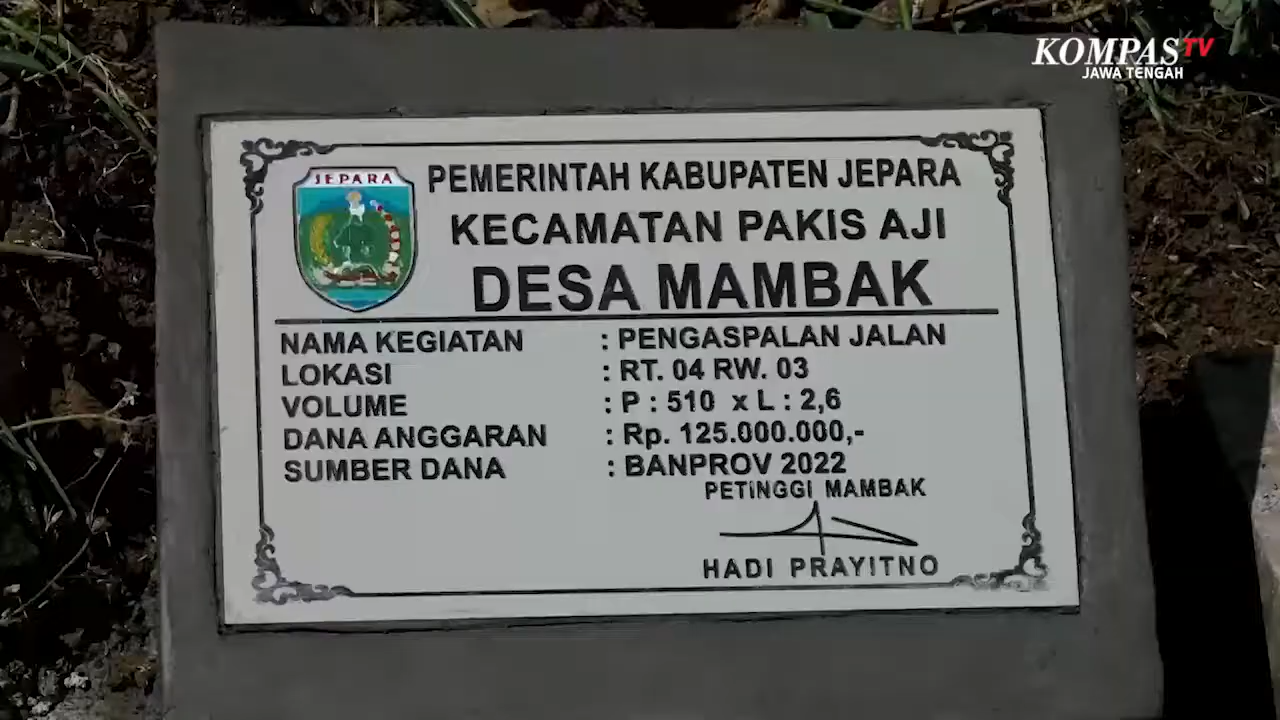 KOMPAS TV
JAWA TENGAH
JEPARA
PEMERINTAH KABUPATEN JEPARA
KECAMATAN PAKIS AJI
DESA MAMBAK
NAMA KEGIATAN : PENGASPALAN JALAN
LOKASI : RT. 04 RW. 03
VOLUME : P : 510 x L : 2,6
DANA ANGGARAN : Rp. 125.000.000,-
SUMBER DANA : BANPROV 2022
PETINGGI MAMBAK
HADI PRAYITNO